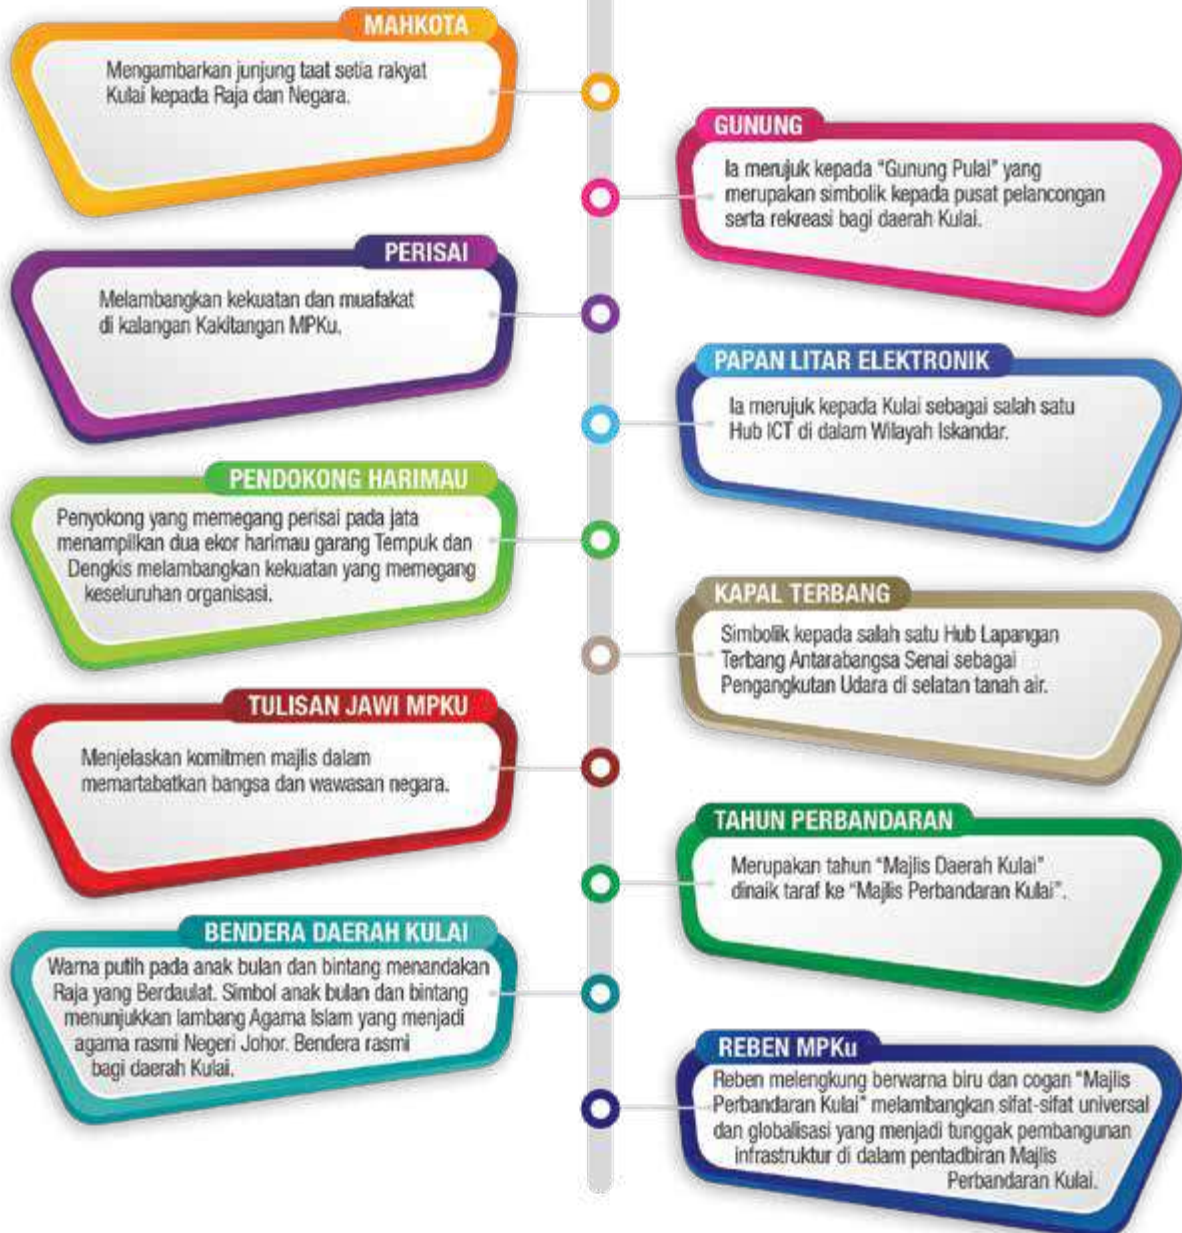 MAHKOTA
Mengambarkan junjung taat setia rakyat
Kulai kepada Raja dan Negara.
GUNUNG
Ia merujuk kepada “Gunung Pulai” yang
merupakan simbolik kepada pusat pelancongan
serta rekreasi bagi daerah Kulai.
PERISAI
Melambangkan kekuatan dan muafakat
di kalangan Kakitangan MPKu.
PAPAN LITAR ELEKTRONIK
Ia merujuk kepada Kulai sebagai salah satu
Hub ICT di dalam Wilayah Iskandar.
PENDOKONG HARIMAU
Penyokong yang memegang perisai pada jata
menampilkan dua ekor harimau garang Tempuk dan
Dengkis melambangkan kekuatan yang memegang
keseluruhan organisasi.
KAPAL TERBANG
Simbolik kepada salah satu Hub Lapangan
Terbang Antarabangsa Senai sebagai
Pengangkutan Udara di selatan tanah air.
TULISAN JAWI MPKU
Menjelaskan komitmen majlis dalam
memartabatkan bangsa dan wawasan negara.
TAHUN PERBANDARAN
Merupakan tahun “Majlis Daerah Kulai”
dinaik taraf ke “Majlis Perbandaran Kulai”.
BENDERA DAERAH KULAI
Warna putih pada anak bulan dan bintang menandakan
Raja yang Berdaulat. Simbol anak bulan dan bintang
menunjukkan lambang Agama Islam yang menjadi
agama rasmi Negeri Johor. Bendera rasmi
bagi daerah Kulai.
REBEN MPKu
Reben melengkung berwarna biru dan cogan “Majlis
Perbandaran Kulai” melambangkan sifat-sifat universal
dan globalisasi yang menjadi tunggak pembangunan
infrastruktur di dalam pentadbiran Majlis
Perbandaran Kulai.